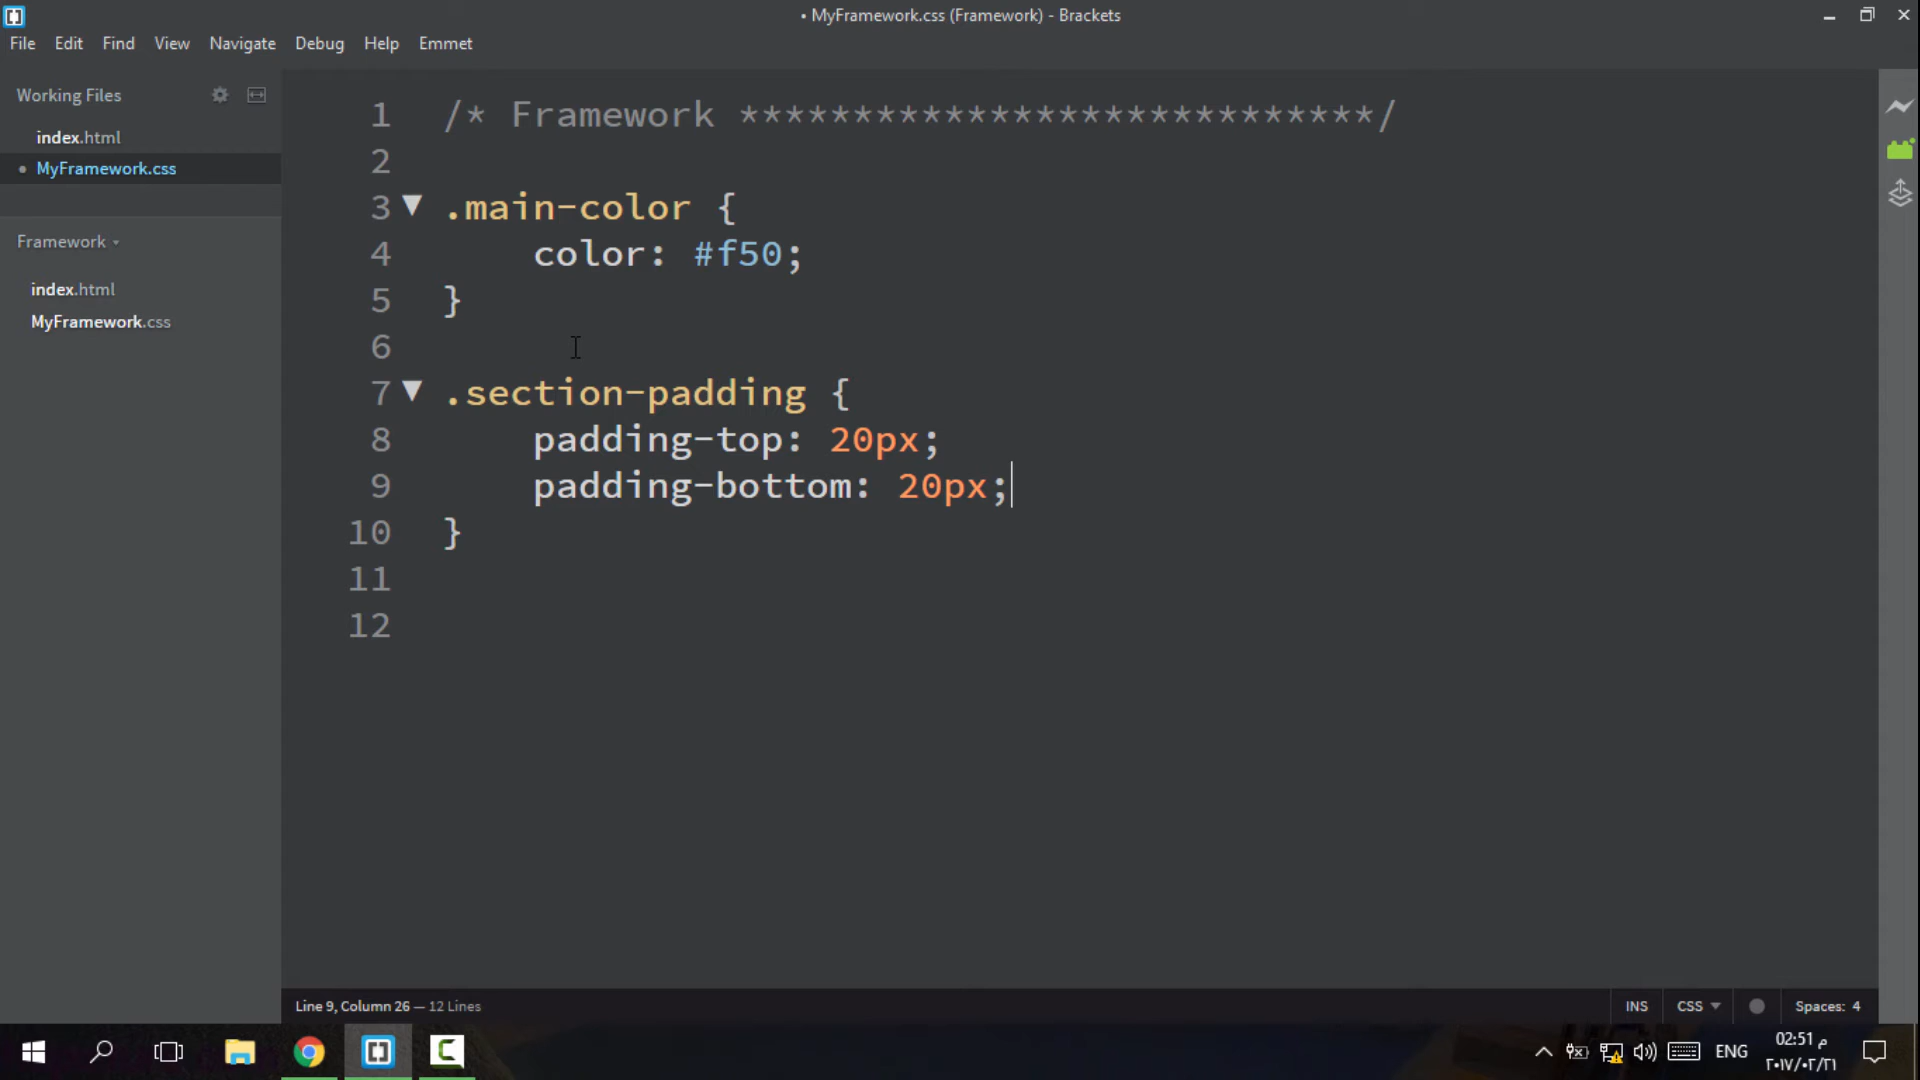 • MyFramework.css (Framework) - Brackets
File Edit Find View Navigate Debug Help Emmet
Working Files
index.html
• MyFramework.css
Framework
index.html
MyFramework.css
1 /* Framework ****************************/
2
3 .main-color {
4 color: #f50;
5 }
6
7 .section-padding {
8 padding-top: 20px;
9 padding-bottom: 20px;
10 }
11
12
Line 9, Column 26 — 12 Lines
INS CSS Spaces: 4
ENG
02:51 م
٢٠١٧/٠٢/٢١